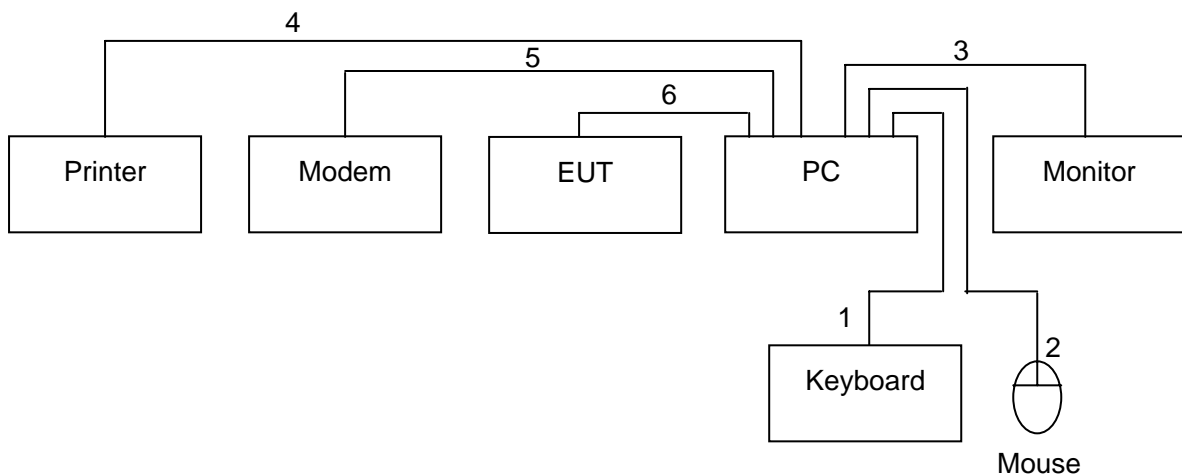 4
5
3
6
Printer
Modem
EUT
PC
Monitor
1
2
Keyboard
Mouse